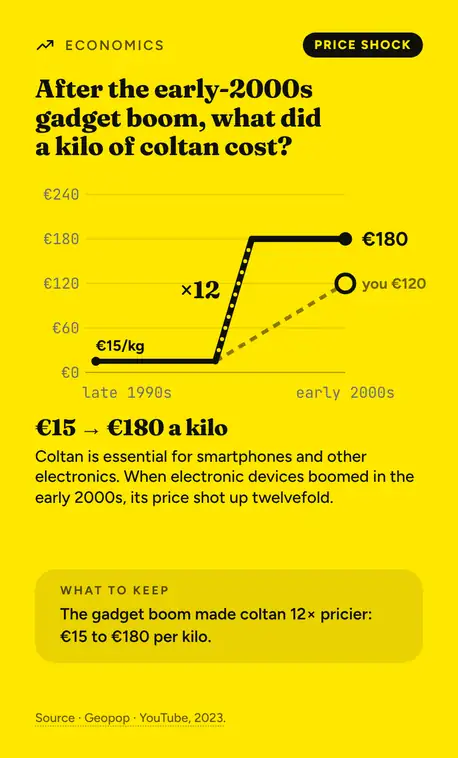 ECONOMICS
PRICE SHOCK
After the early-2000s
gadget boom, what did
a kilo of coltan cost?
€240
€180
€180
×12
€120
you €120
€60
€15/kg
€0
late 1990s
early 2000s
€15 → €180 a kilo
Coltan is essential for smartphones and other
electronics. When electronic devices boomed in the
early 2000s, its price shot up twelvefold.
WHAT TO KEEP
The gadget boom made coltan 12× pricier:
€15 to €180 per kilo.
Source · Geopop · YouTube, 2023.